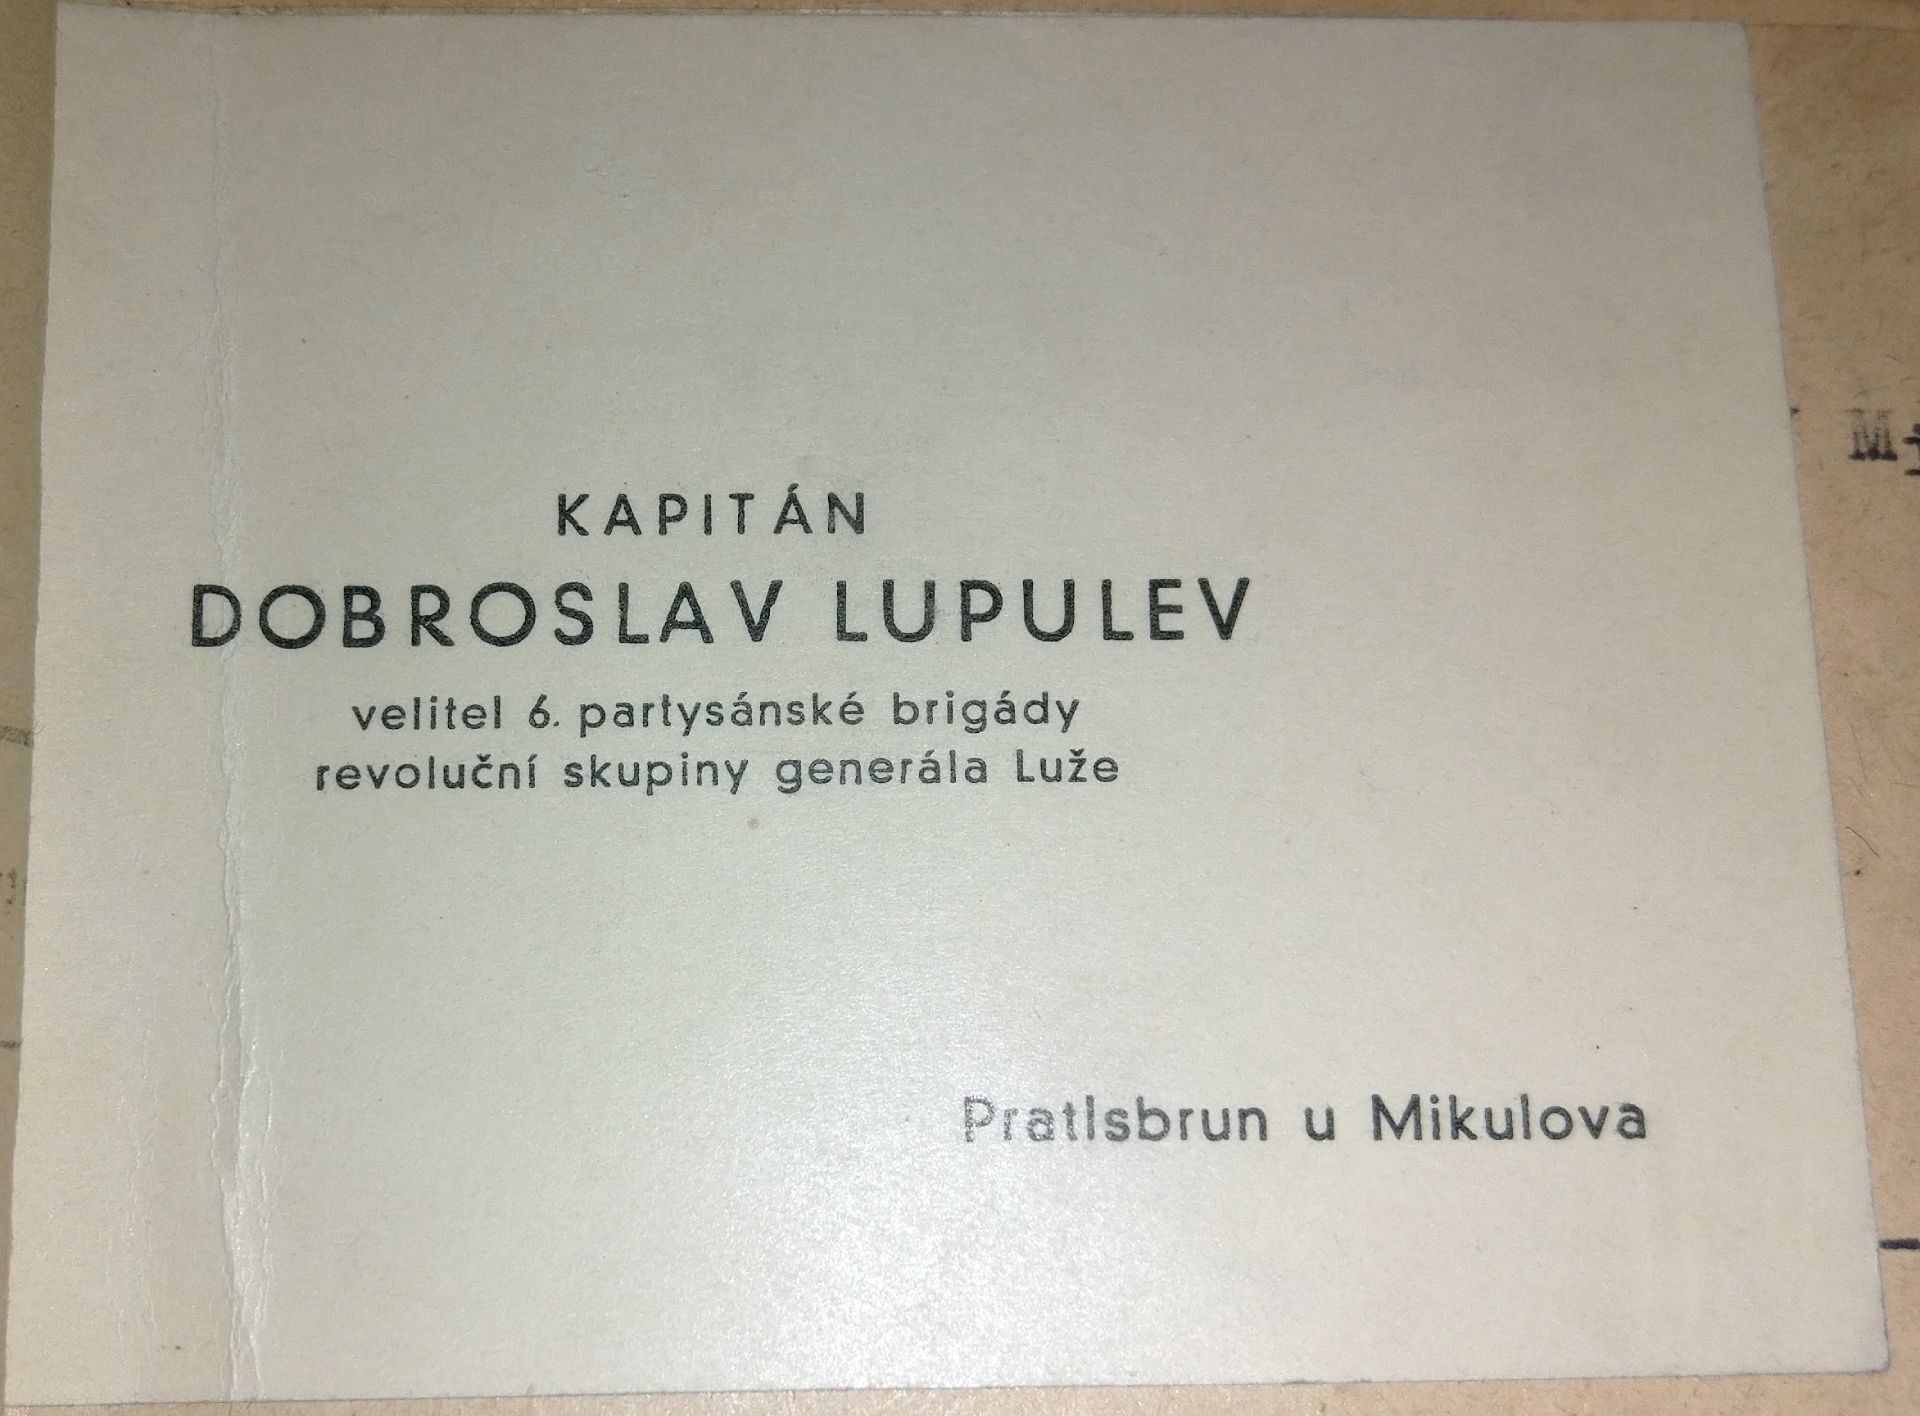 KAPITÁN
DOBROSLAV LUPULEV
velitel 6. partysánské brigády
revoluční skupiny generála Luže
Pratlsbrun u Mikulova